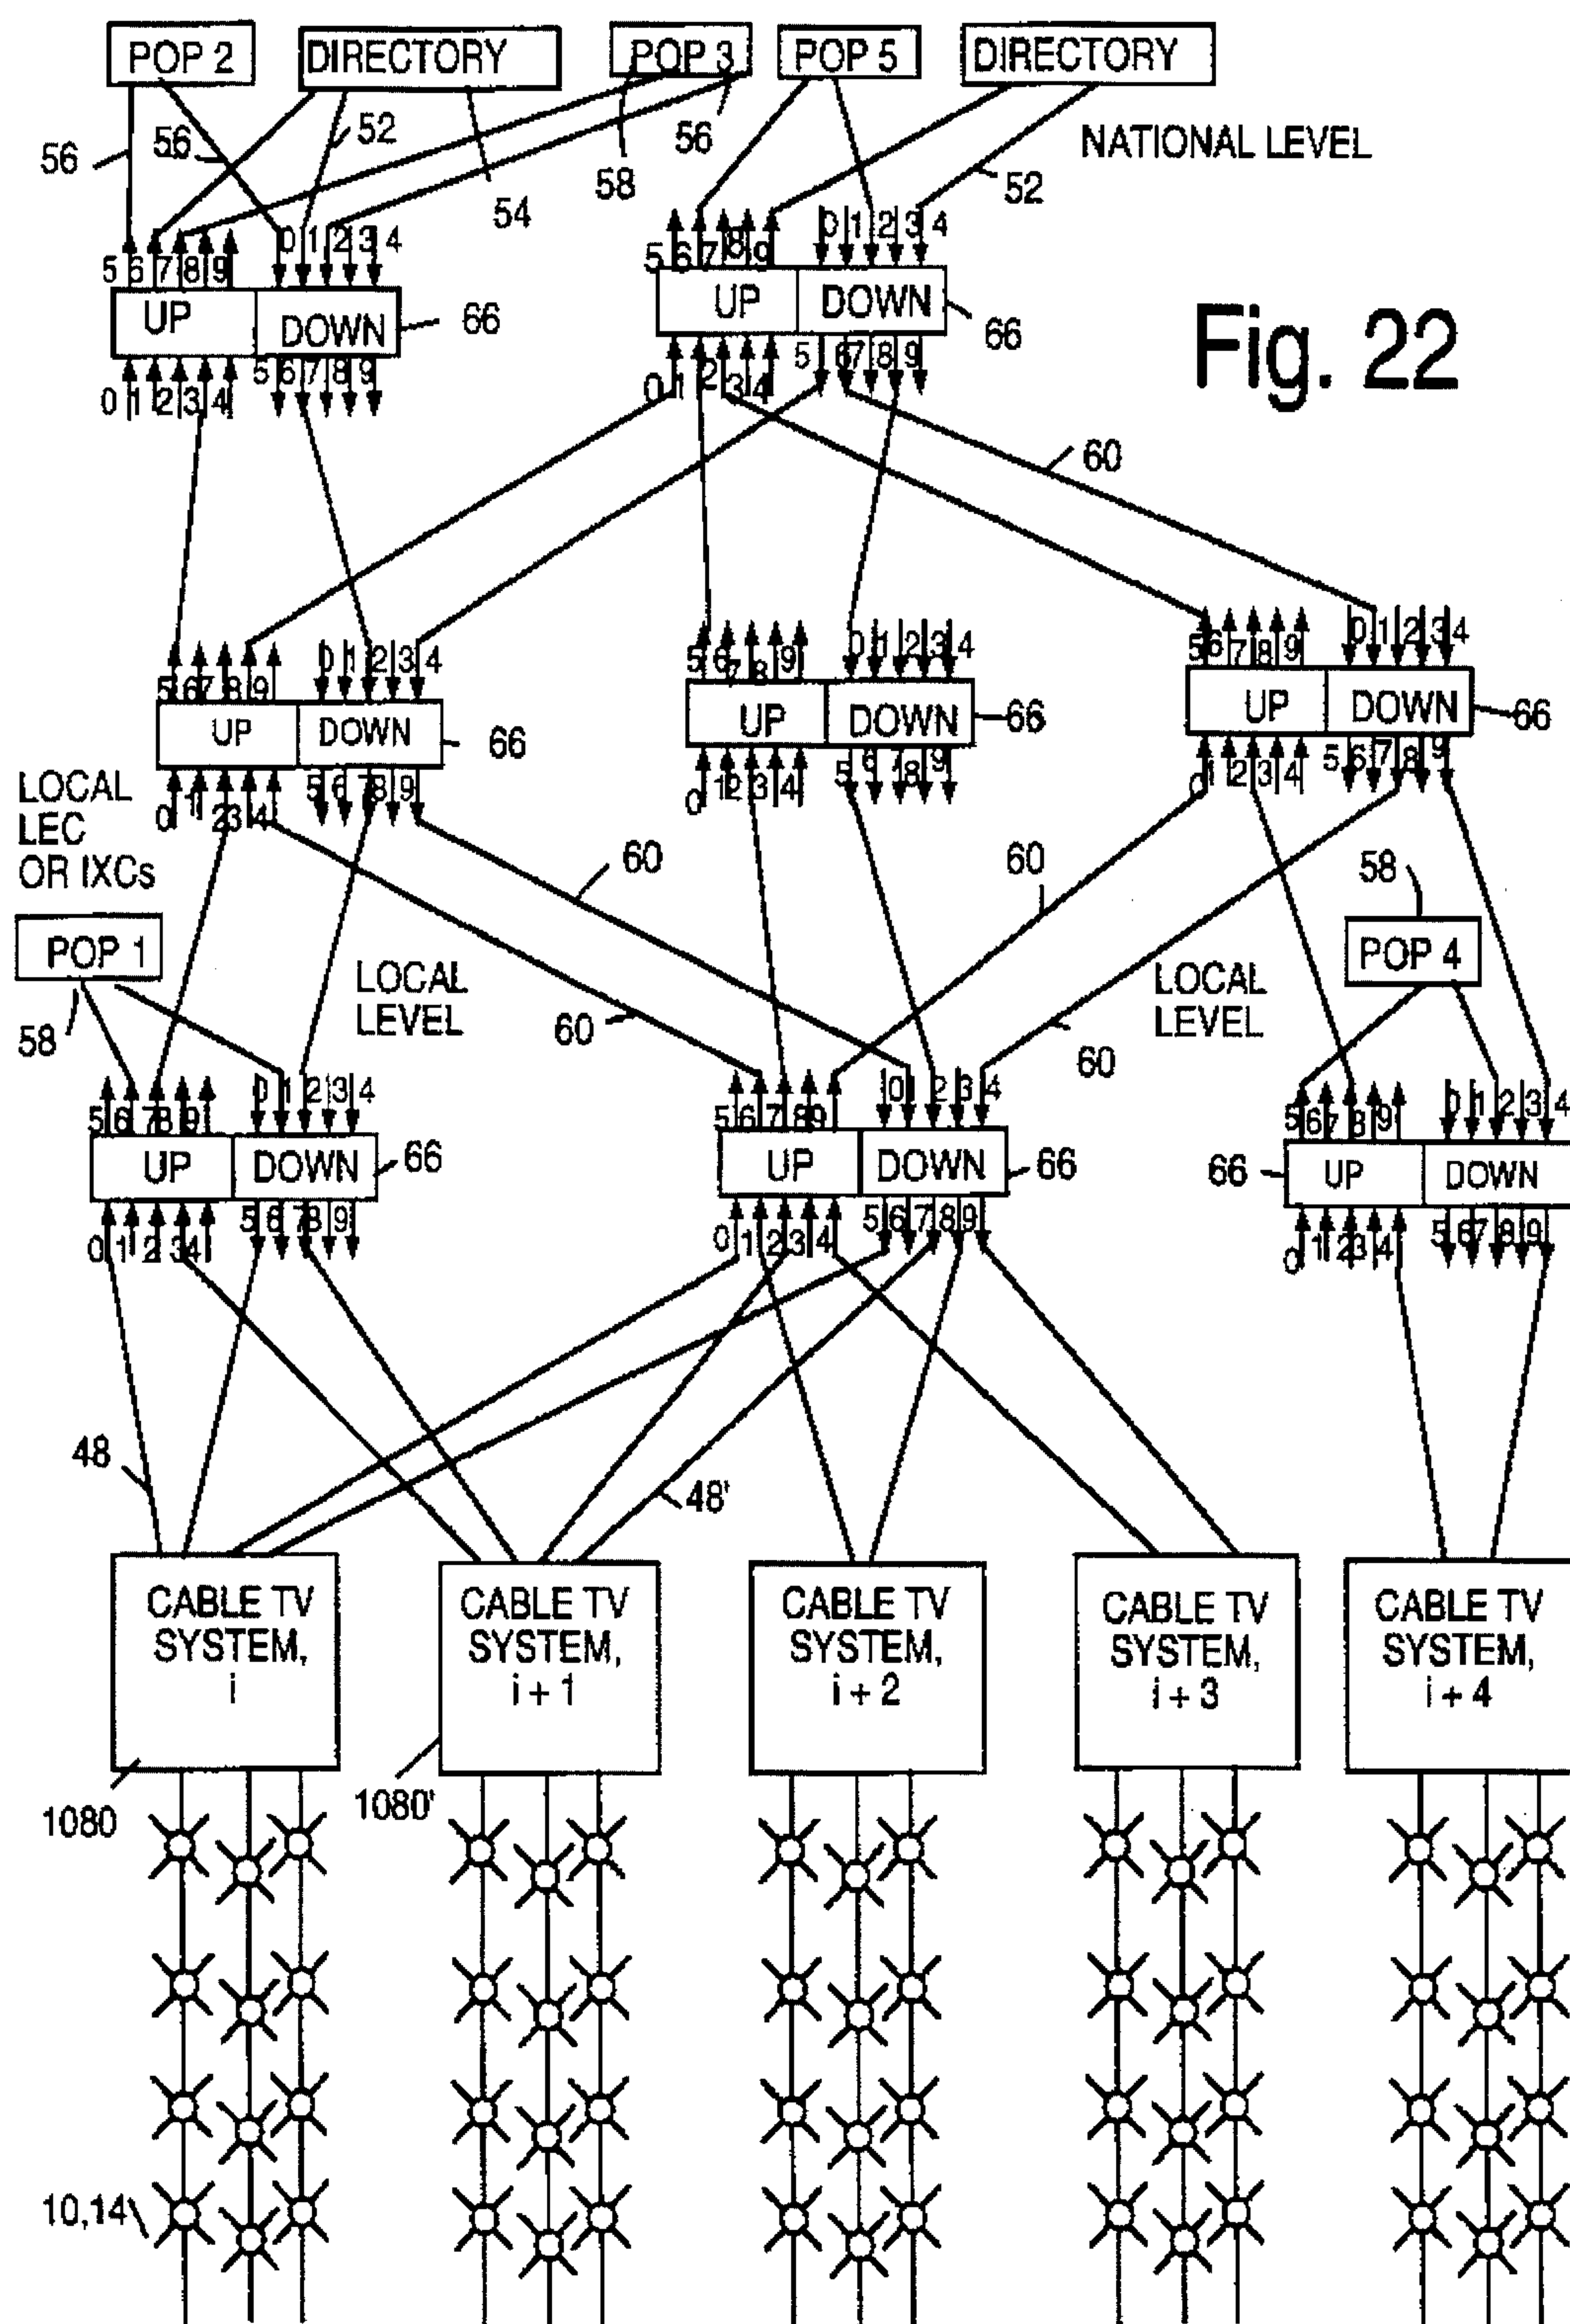 POP 2
DIRECTORY
POP 3
POP 5
DIRECTORY
56
56
52
54
58
56
NATIONAL LEVEL
52
5 6 7 8 9
0 1 2 3 4
5 6 7 8 9
0 1 2 3 4
UP
DOWN
66
UP
DOWN
66
Fig. 22
0 1 2 3 4
5 6 7 8 9
0 1 2 3 4
5 6 7 8 9
60
5 6 7 8 9
0 1 2 3 4
5 6 7 8 9
0 1 2 3 4
5 6 7 8 9
0 1 2 3 4
UP
DOWN
66
UP
DOWN
66
UP
DOWN
66
0 1 2 3 4
5 6 7 8 9
0 1 2 3 4
5 6 7 8 9
0 1 2 3 4
5 6 7 8 9
LOCAL
LEC
OR IXCs
60
60
58
POP 1
POP 4
58
LOCAL
LEVEL
60
LOCAL
LEVEL
60
5 6 7 8 9
0 1 2 3 4
5 6 7 8 9
0 1 2 3 4
5 6 7 8 9
0 1 2 3 4
UP
DOWN
66
UP
DOWN
66
66
UP
DOWN
0 1 2 3 4
5 6 7 8 9
0 1 2 3 4
5 6 7 8 9
0 1 2 3 4
5 6 7 8 9
48
48'
CABLE TV
SYSTEM,
i
CABLE TV
SYSTEM,
i + 1
CABLE TV
SYSTEM,
i + 2
CABLE TV
SYSTEM,
i + 3
CABLE TV
SYSTEM,
i + 4
1080
1080'
10,14